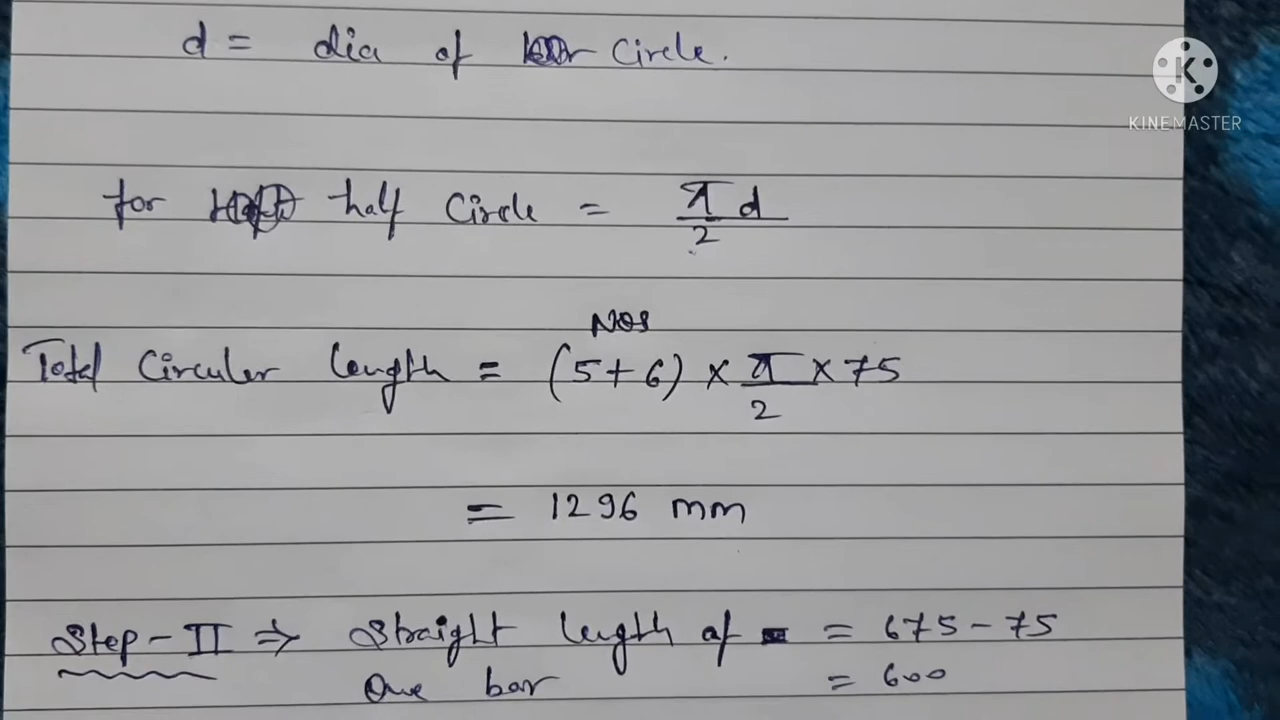 d = dia of Circle.
K
KINEMASTER
for half Circle = π d / 2
Nos
Total Circuler length = (5+6) × π/2 × 75
= 1296 mm
Step-II ⇒ Straight length of = 675-75
One bar = 600